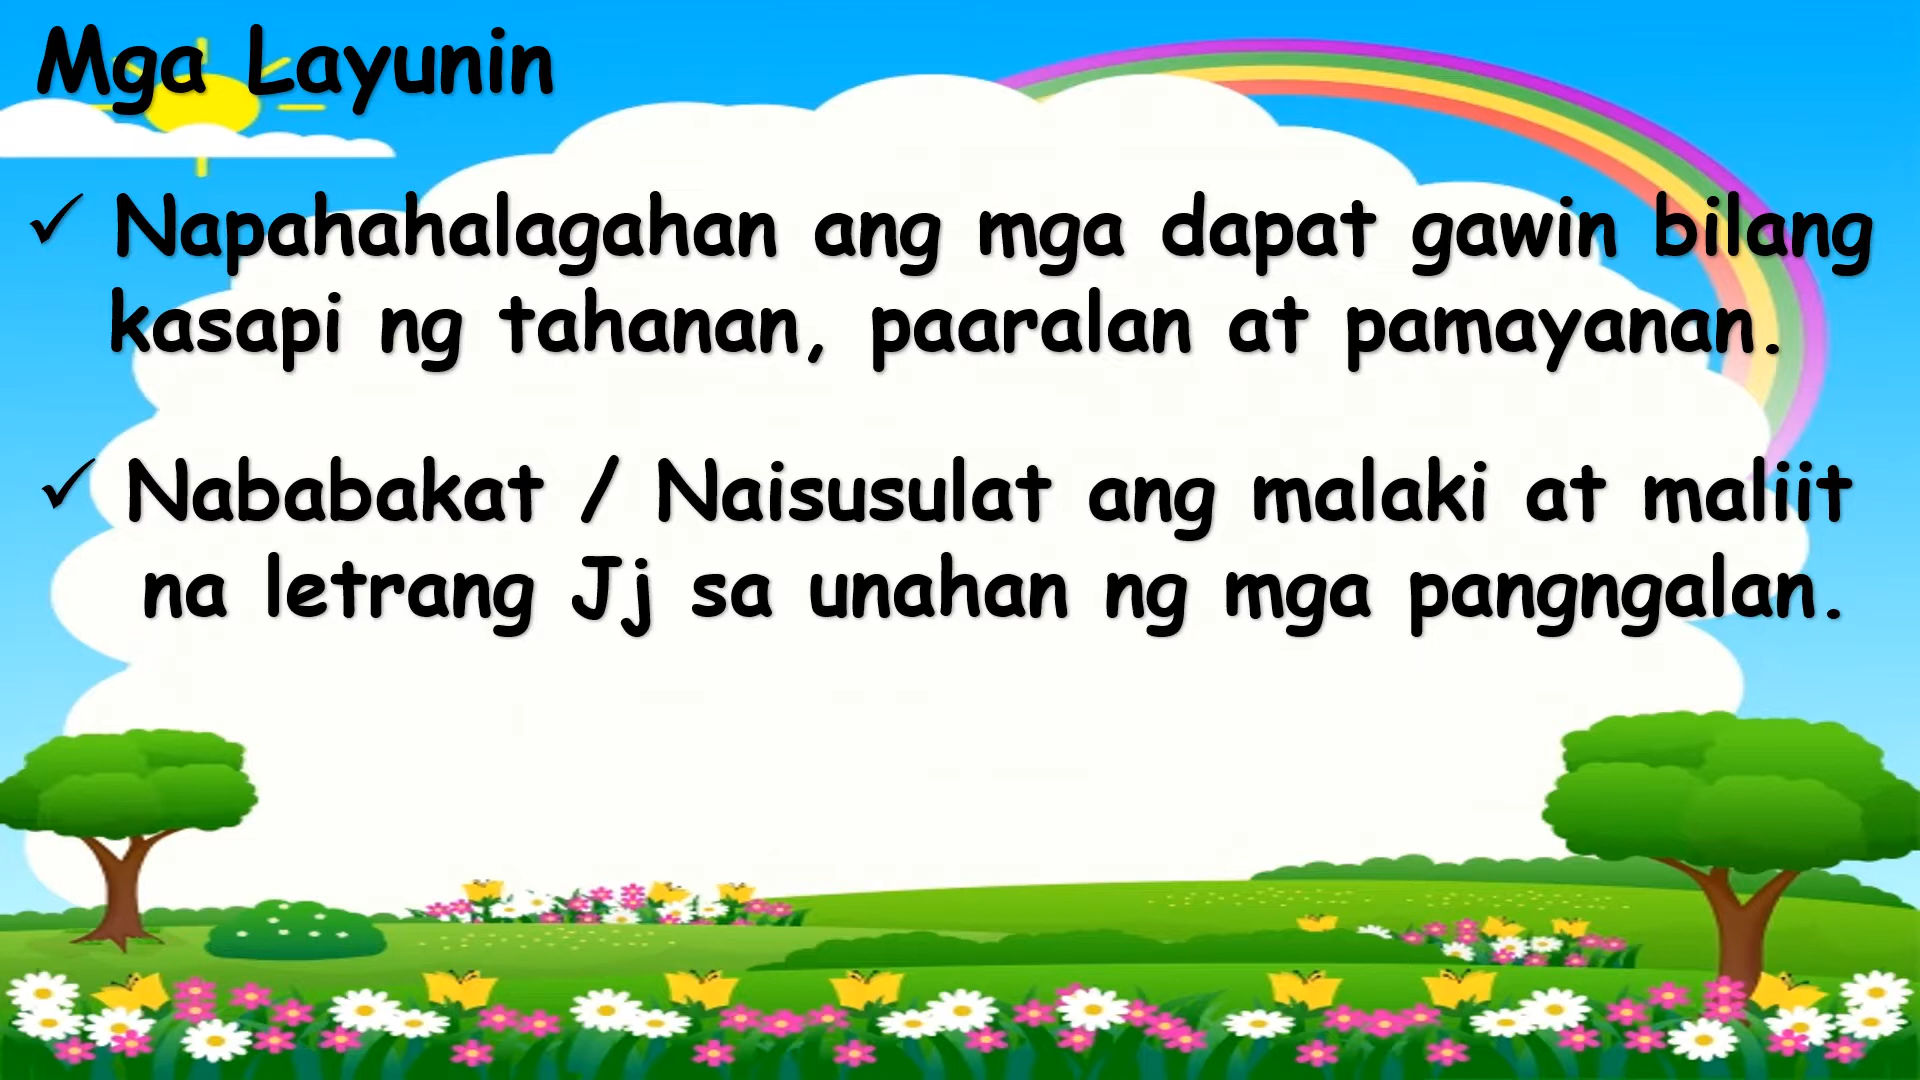 Mga Layunin
✓ Napahahalagahan ang mga dapat gawin bilang
kasapi ng tahanan, paaralan at pamayanan.
✓ Nababakat / Naisusulat ang malaki at maliit
na letrang Jj sa unahan ng mga pangngalan.